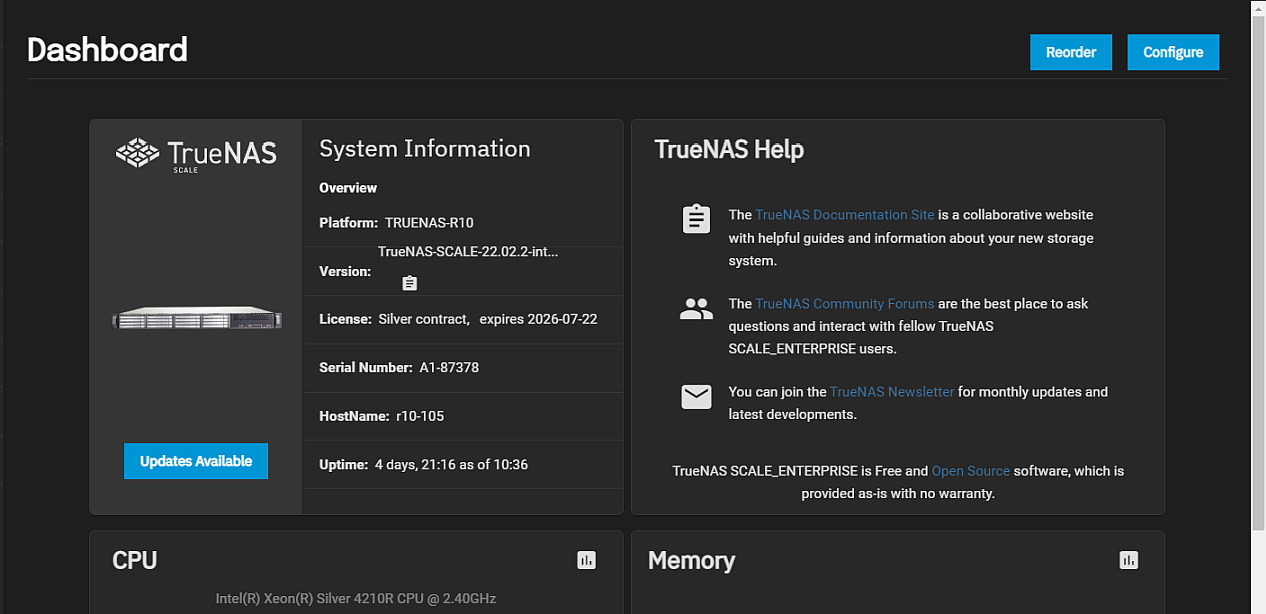 Dashboard
Reorder
Configure
TrueNAS
SCALE
Updates Available
System Information
Overview
Platform: TRUENAS-R10
TrueNAS-SCALE-22.02.2-int...
Version:
License: Silver contract, expires 2026-07-22
Serial Number: A1-87378
HostName: r10-105
Uptime: 4 days, 21:16 as of 10:36
TrueNAS Help
The TrueNAS Documentation Site is a collaborative website
with helpful guides and information about your new storage
system.
The TrueNAS Community Forums are the best place to ask
questions and interact with fellow TrueNAS
SCALE_ENTERPRISE users.
You can join the TrueNAS Newsletter for monthly updates and
latest developments.
TrueNAS SCALE_ENTERPRISE is Free and Open Source software, which is
provided as-is with no warranty.
CPU
Intel(R) Xeon(R) Silver 4210R CPU @ 2.40GHz
Memory